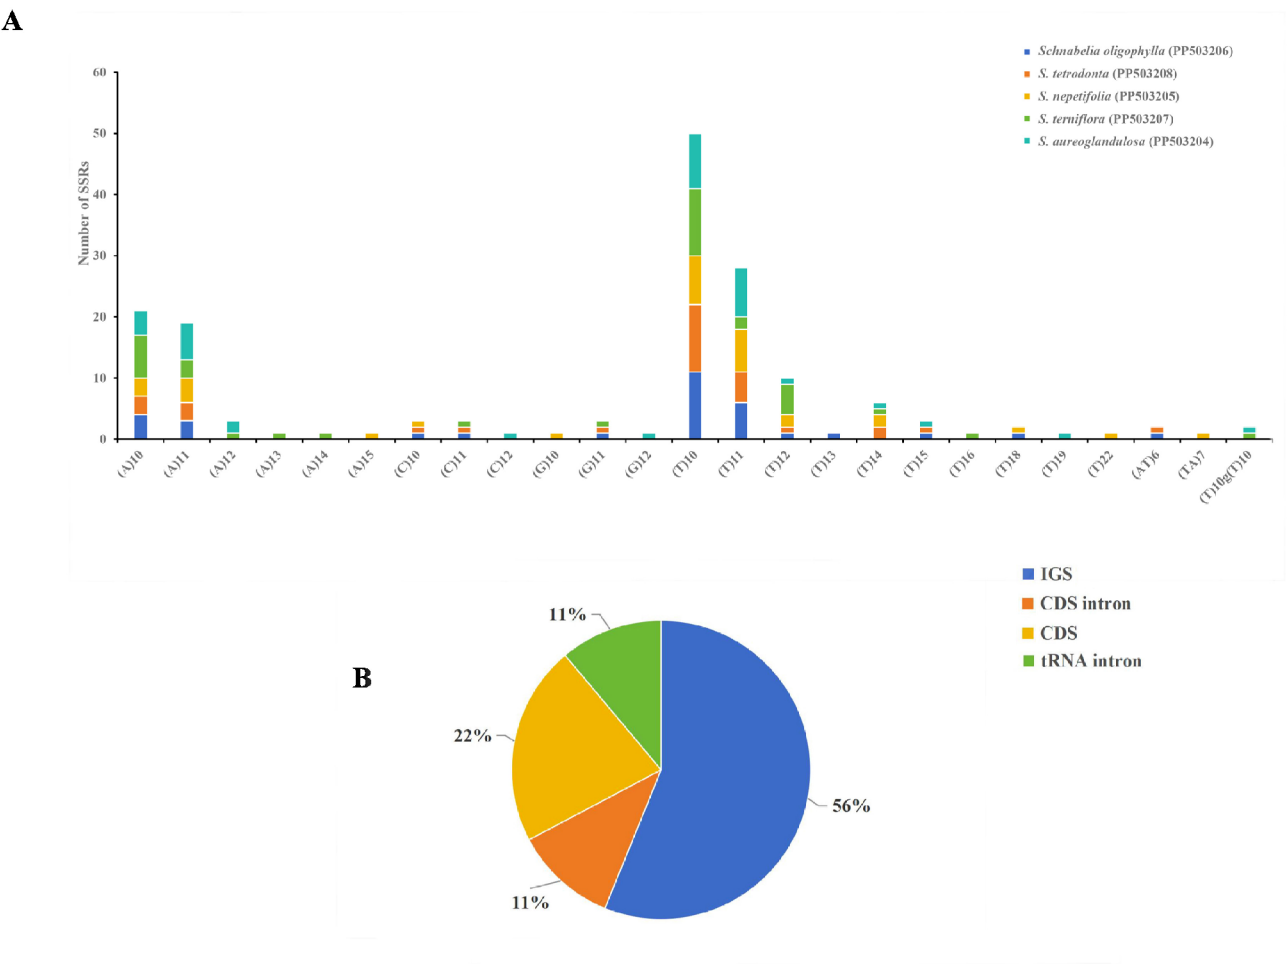 A
Schnabelia oligophylla (PP503206)
S. tetrodonta (PP503208)
S. nepetifolia (PP503205)
S. terniflora (PP503207)
S. aureoglandulosa (PP503204)
Number of SSRs
60
50
40
30
20
10
0
(A)10
(A)11
(A)12
(A)13
(A)14
(A)15
(C)10
(C)11
(C)12
(G)10
(G)11
(G)12
(T)10
(T)11
(T)12
(T)13
(T)14
(T)15
(T)16
(T)18
(T)19
(T)22
(AT)6
(TA)7
(T)10g(T)10
B
IGS
CDS intron
CDS
tRNA intron
11%
22%
56%
11%